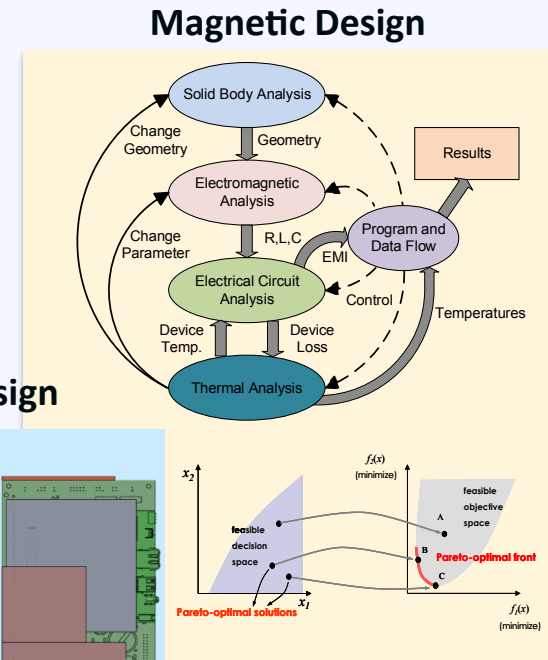 Magnetic Design
Solid Body Analysis
Change
Geometry
Geometry
Results
Electromagnetic
Analysis
Change
Parameter
R,L,C
EMI
Program and
Data Flow
Electrical Circuit
Analysis
Control
Device
Temp.
Device
Loss
Temperatures
Thermal Analysis
sign
x2
feasible
decision
space
x1
Pareto-optimal solutions
f2(x)
(minimize)
feasible
objective
space
A
B
Pareto-optimal front
C
f1(x)
(minimize)